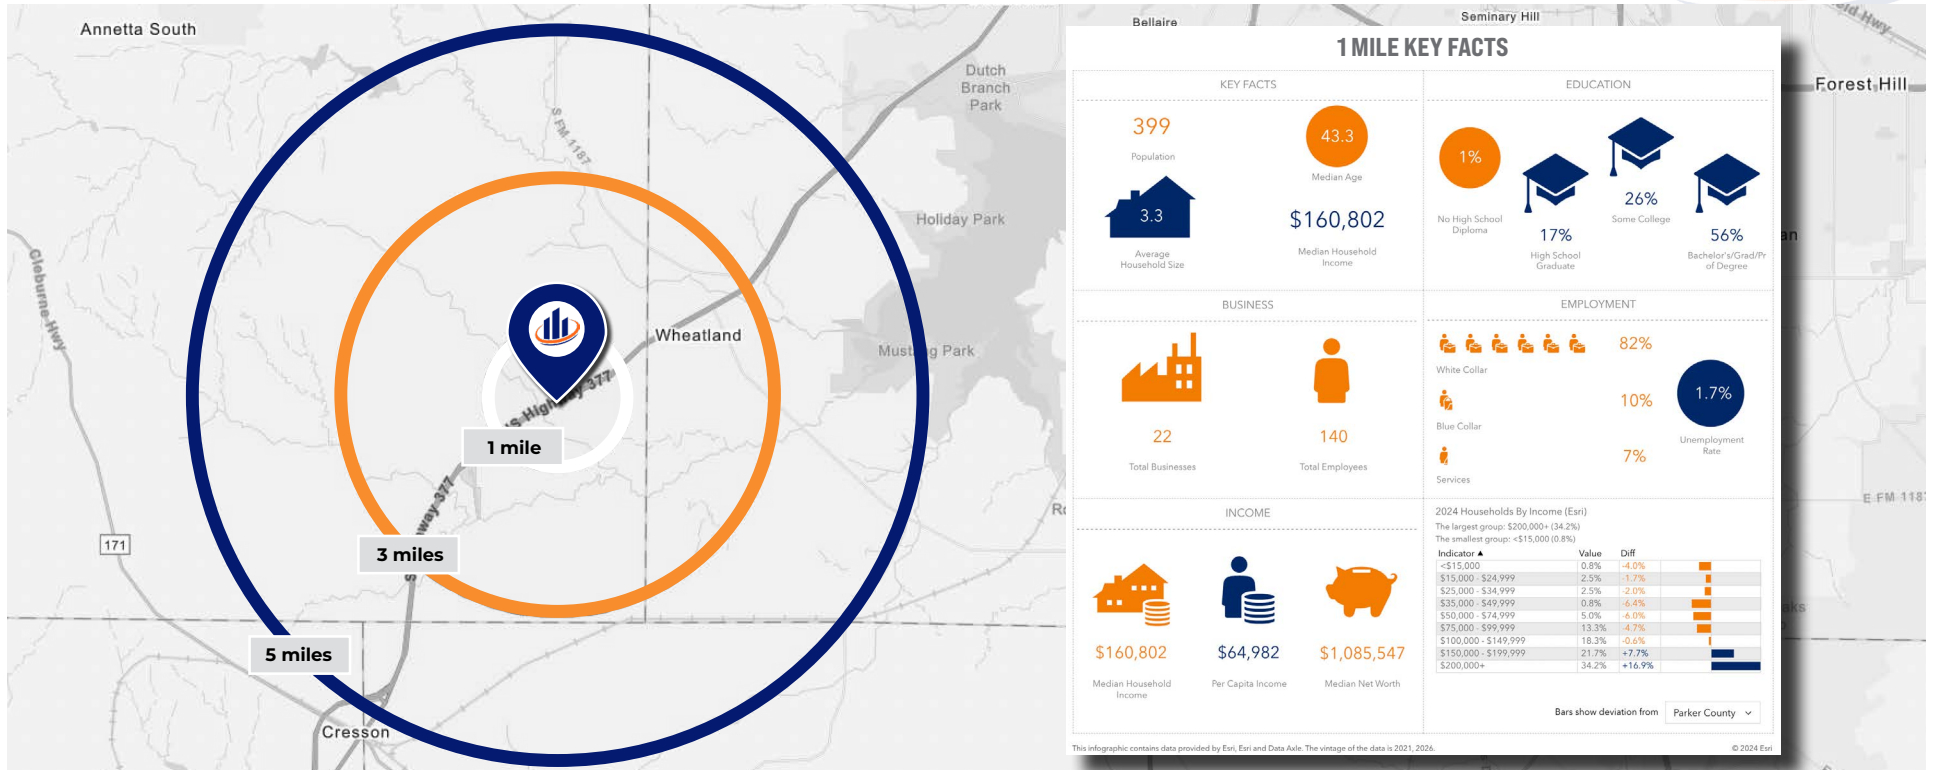 Annetta South
Bellaire
Seminary Hill
Dutch
Branch
Park
Forest Hill
S FM 1187
Holiday Park
Cleburne Hwy
Wheatland
Mustang Park
US Highway 377
1 mile
Highway 377
3 miles
171
5 miles
Cresson
E FM 1187
1 MILE KEY FACTS
KEY FACTS
399
Population
43.3
Median Age
3.3
Average
Household Size
$160,802
Median Household
Income
EDUCATION
1%
No High School
Diploma
17%
High School
Graduate
26%
Some College
56%
Bachelor's/Grad/Pr
of Degree
BUSINESS
22
Total Businesses
140
Total Employees
EMPLOYMENT
82%
White Collar
10%
Blue Collar
7%
Services
1.7%
Unemployment
Rate
INCOME
$160,802
Median Household
Income
$64,982
Per Capita Income
$1,085,547
Median Net Worth
2024 Households By Income (Esri)
The largest group: $200,000+ (34.2%)
The smallest group: <$15,000 (0.8%)
Indicator ▲ Value Diff
<$15,000 0.8% -4.0%
$15,000 - $24,999 2.5% -1.7%
$25,000 - $34,999 2.5% -2.0%
$35,000 - $49,999 0.8% -6.4%
$50,000 - $74,999 5.0% -6.0%
$75,000 - $99,999 13.3% -4.7%
$100,000 - $149,999 18.3% -0.6%
$150,000 - $199,999 21.7% +7.7%
$200,000+ 34.2% +16.9%
Bars show deviation from Parker County
This infographic contains data provided by Esri, Esri and Data Axle. The vintage of the data is 2021, 2026.
© 2024 Esri